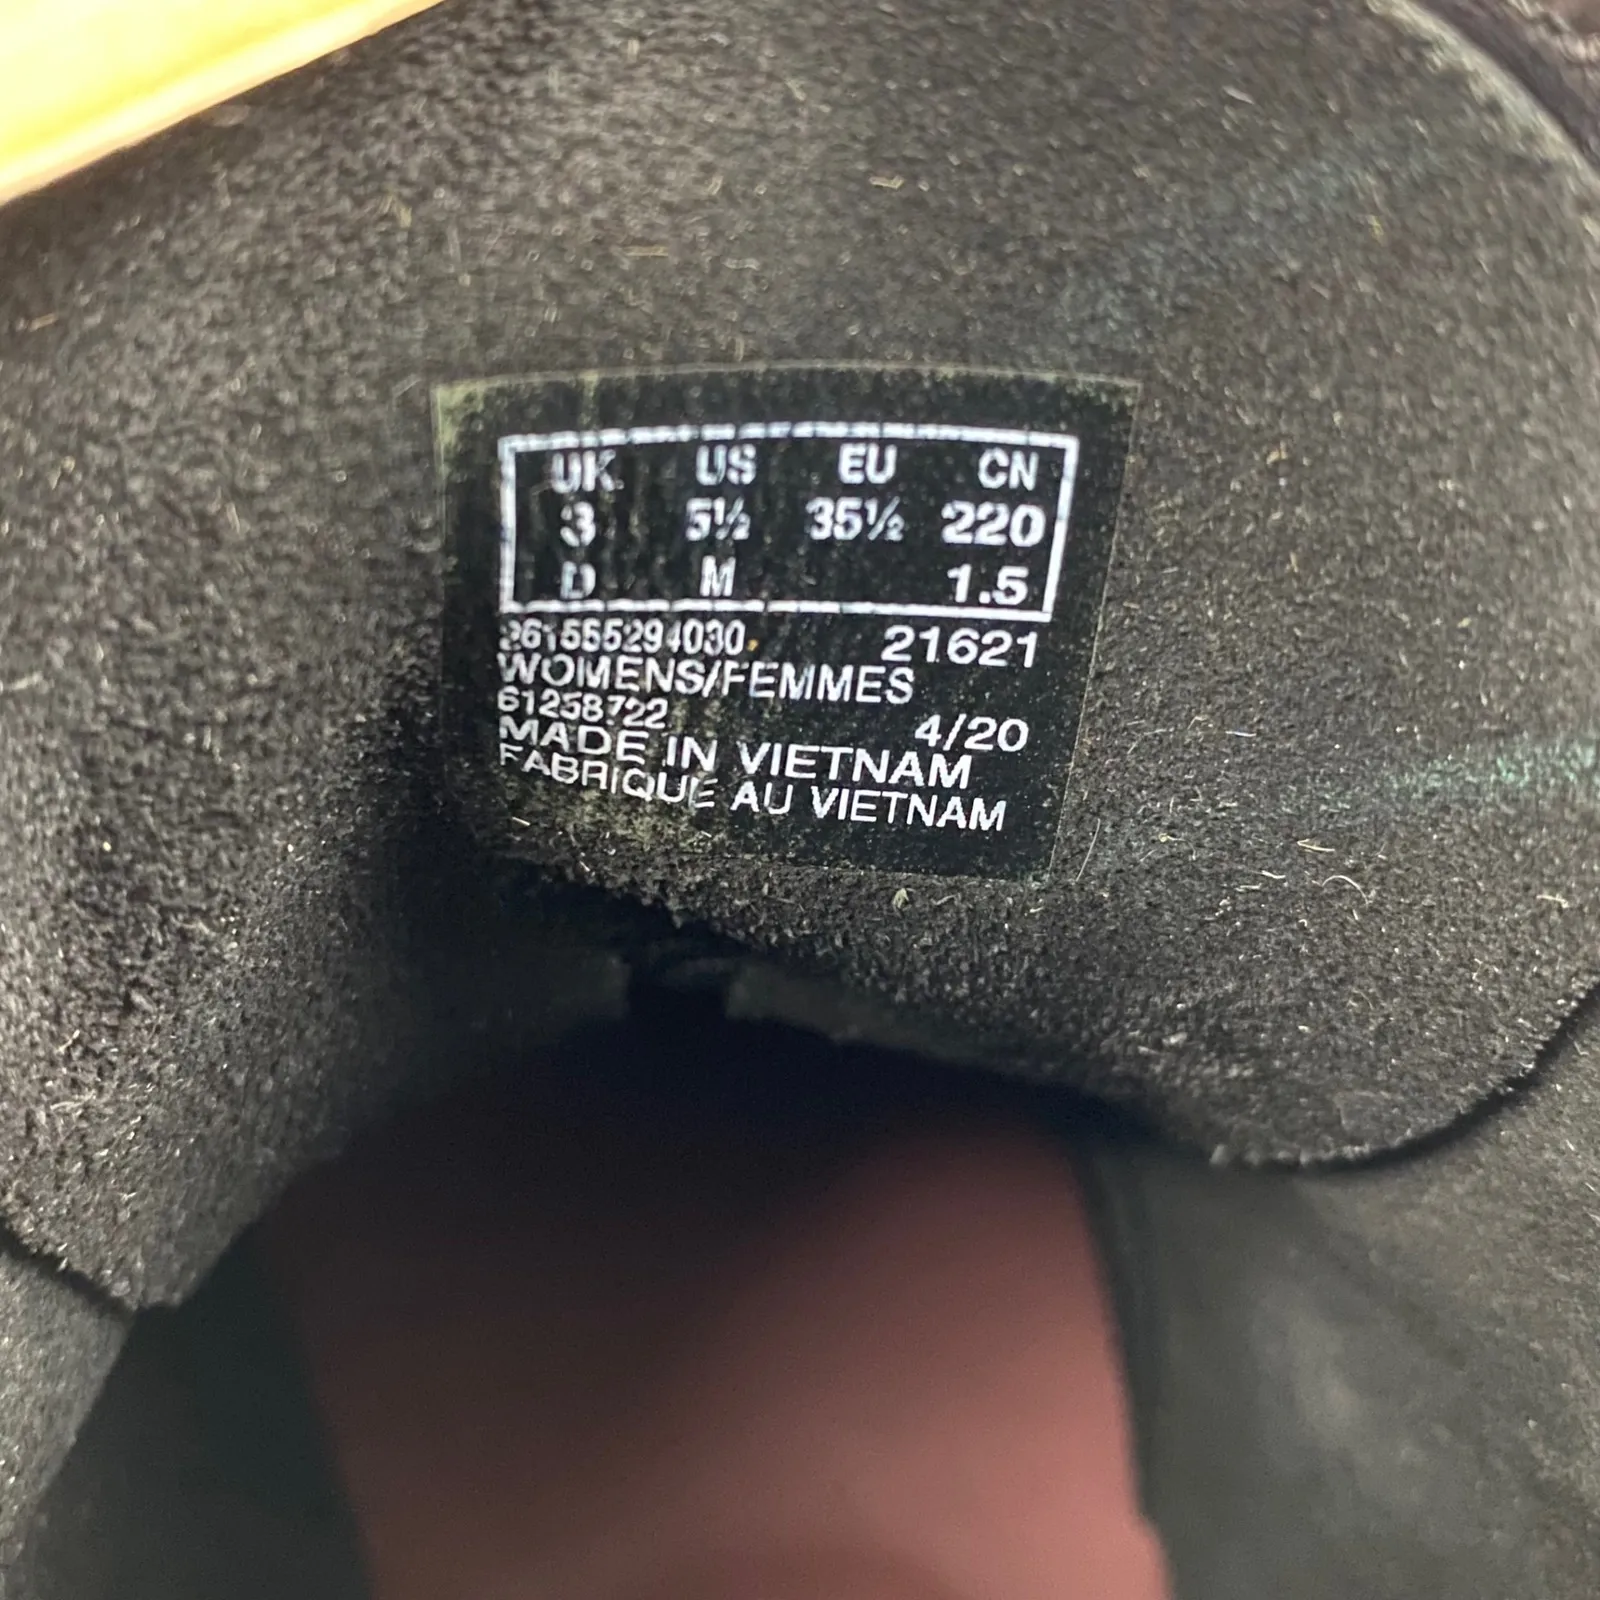 UK US EU CN
3 5½ 35½ 220
D M 1.5
261555294030 21621
WOMENS/FEMMES
61258722 4/20
MADE IN VIETNAM
FABRIQUE AU VIETNAM